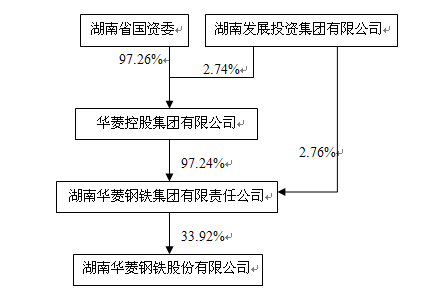 湖南省国资委
湖南发展投资集团有限公司
97.26%
2.74%
华菱控股集团有限公司
97.24%
2.76%
湖南华菱钢铁集团有限责任公司
33.92%
湖南华菱钢铁股份有限公司